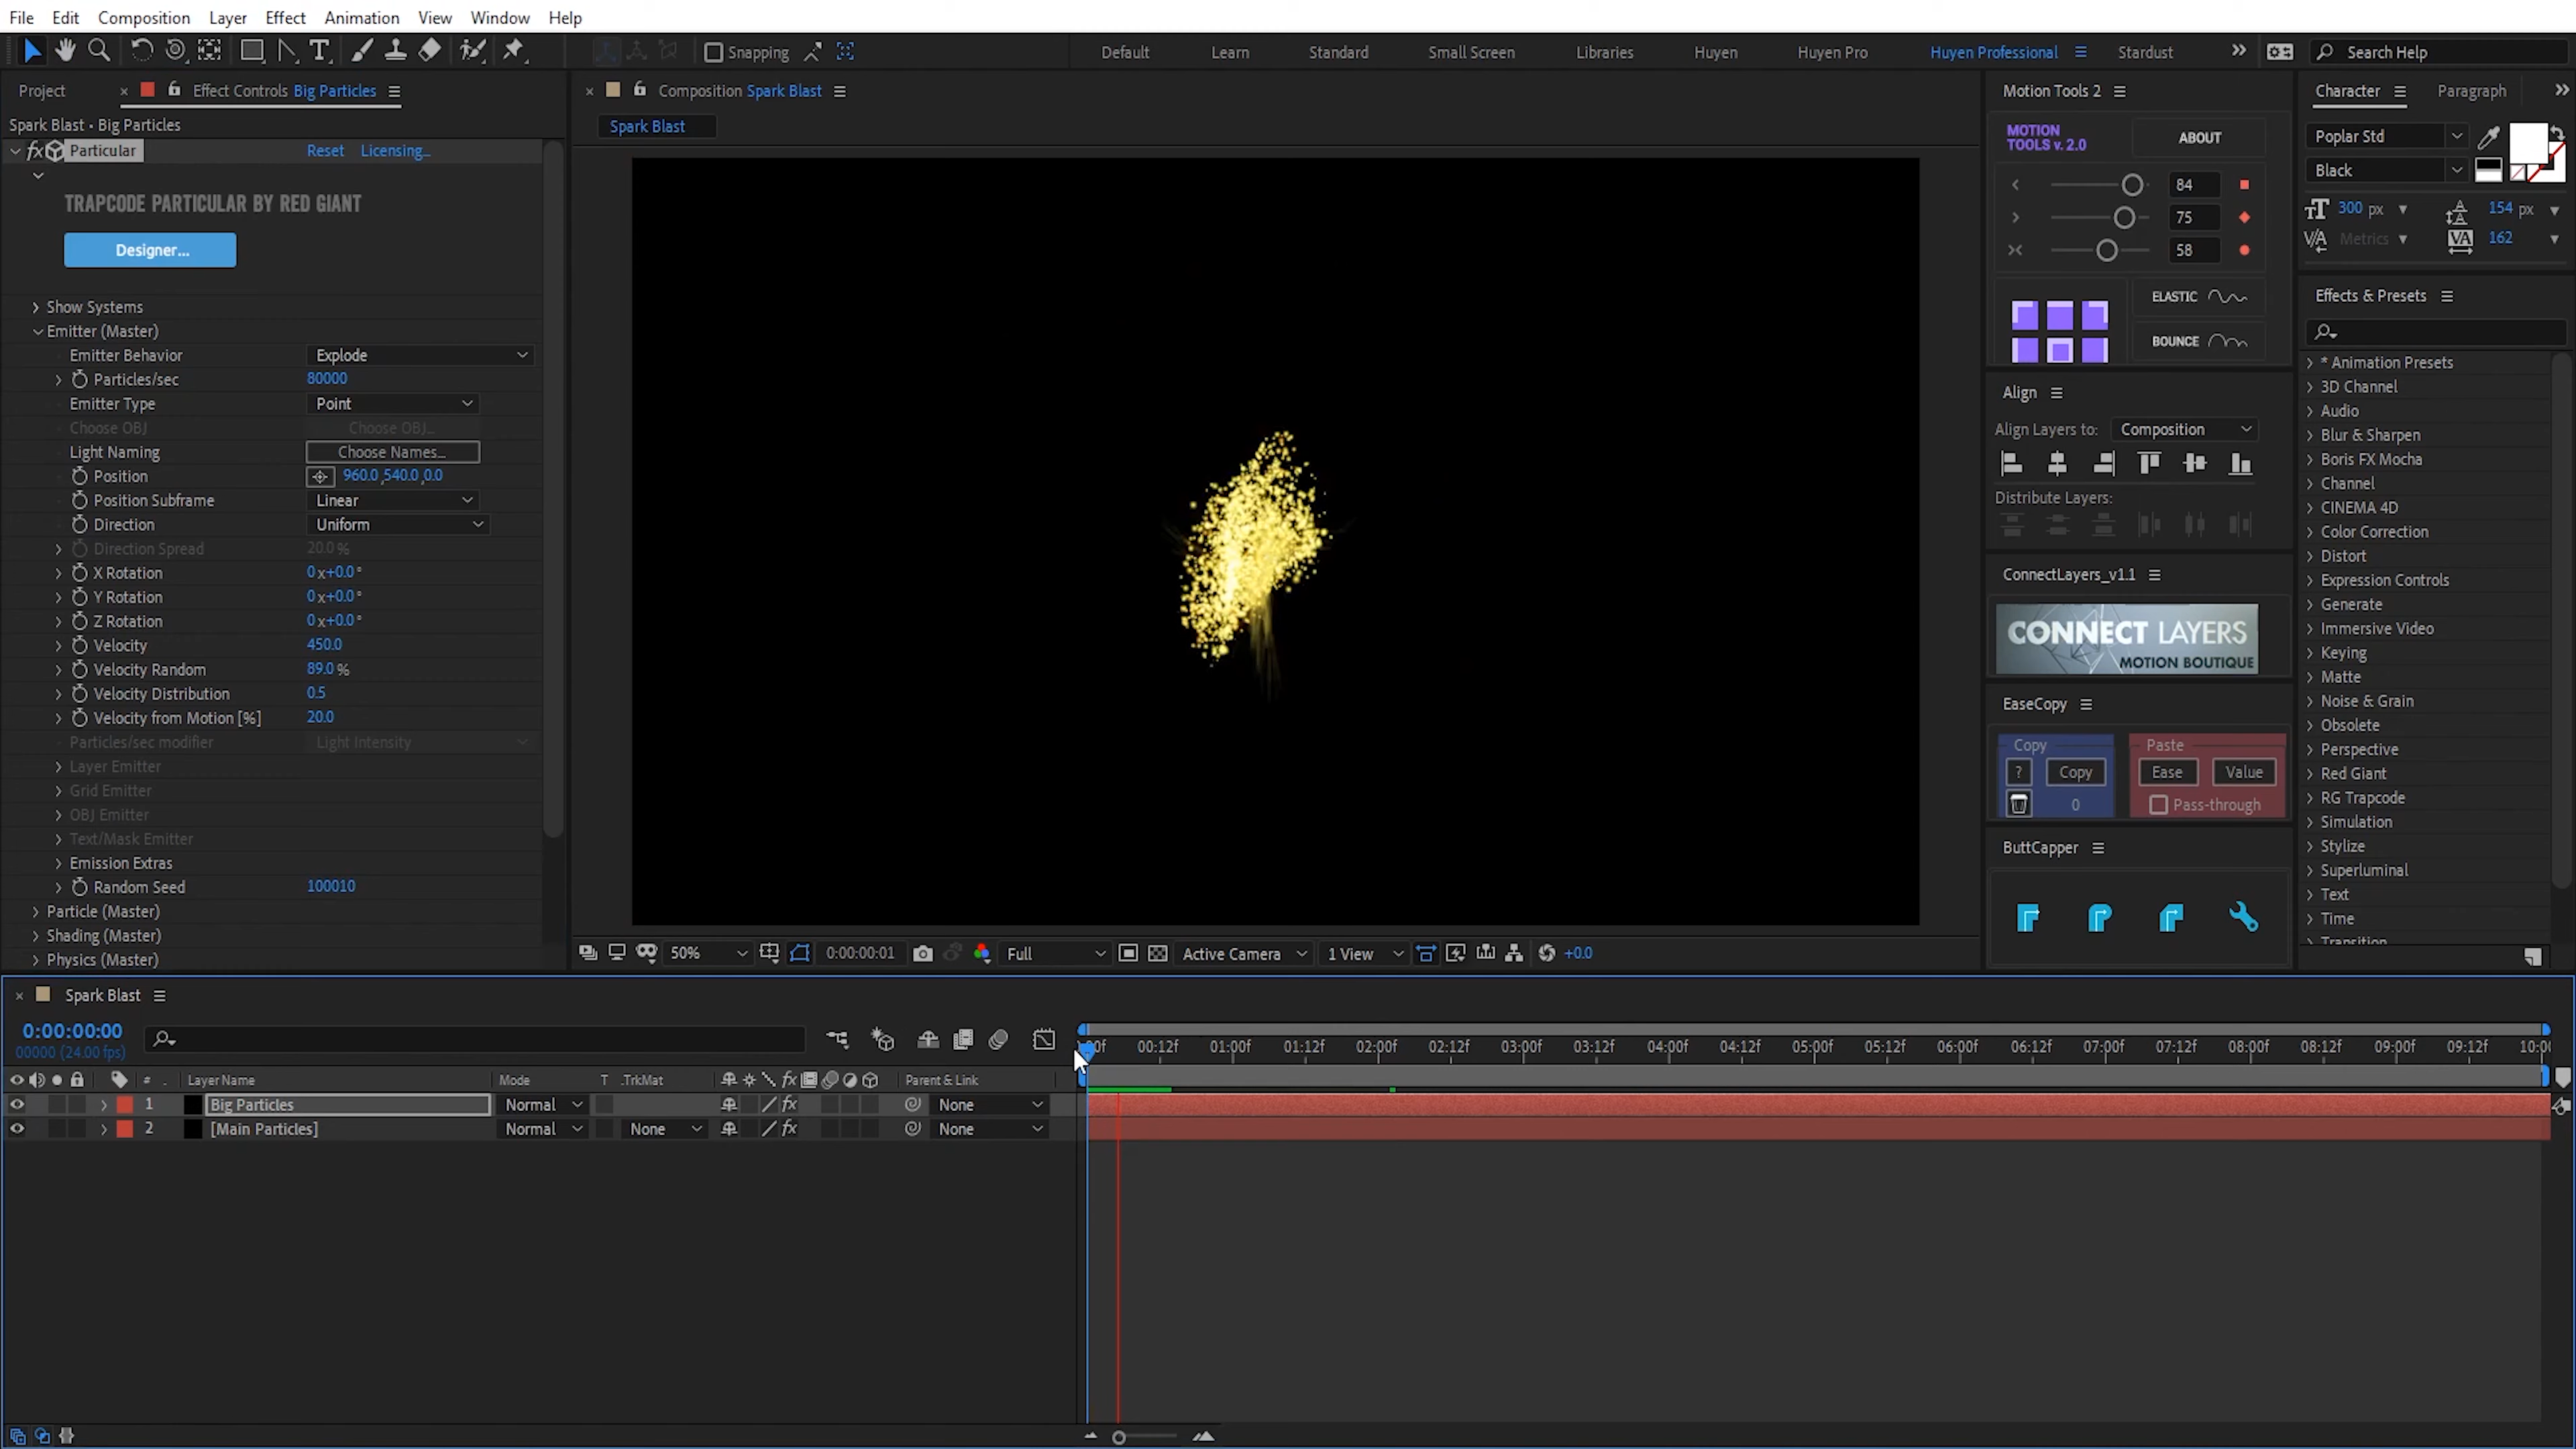 File Edit Composition Layer Effect Animation View Window Help
Snapping Default Learn Standard Small Screen Libraries Huyen Huyen Pro Huyen Professional Stardust Search Help
Project Effect Controls Big Particles
Spark Blast • Big Particles
fx Particular Reset Licensing...
TRAPCODE PARTICULAR BY RED GIANT
Designer...
Show Systems
Emitter (Master)
Emitter Behavior Explode
Particles/sec 80000
Emitter Type Point
Choose OBJ Choose OBJ...
Light Naming Choose Names...
Position 960.0,540.0,0.0
Position Subframe Linear
Direction Uniform
Direction Spread 20.0 %
X Rotation 0x+0.0°
Y Rotation 0x+0.0°
Z Rotation 0x+0.0°
Velocity 450.0
Velocity Random 89.0 %
Velocity Distribution 0.5
Velocity from Motion [%] 20.0
Particles/sec modifier Light Intensity
Layer Emitter
Grid Emitter
OBJ Emitter
Text/Mask Emitter
Emission Extras
Random Seed 100010
Particle (Master)
Shading (Master)
Physics (Master)
Composition Spark Blast
Spark Blast
50% 0:00:00:01 Full Active Camera 1 View +0.0
Motion Tools 2
MOTION
TOOLS v. 2.0
ABOUT
84
75
58
ELASTIC
BOUNCE
Align
Align Layers to: Composition
Distribute Layers:
ConnectLayers_v1.1
CONNECT LAYERS
MOTION BOUTIQUE
EaseCopy
Copy
? Copy
0
Paste
Ease Value
Pass-through
ButtCapper
Character Paragraph
Poplar Std
Black
300 px 154 px
Metrics 162
Effects & Presets
* Animation Presets
3D Channel
Audio
Blur & Sharpen
Boris FX Mocha
Channel
CINEMA 4D
Color Correction
Distort
Expression Controls
Generate
Immersive Video
Keying
Matte
Noise & Grain
Obsolete
Perspective
Red Giant
RG Trapcode
Simulation
Stylize
Superluminal
Text
Time
Transition
Spark Blast
0:00:00:00
00000 (24.00 fps)
00:12f 01:00f 01:12f 02:00f 02:12f 03:00f 03:12f 04:00f 04:12f 05:00f 05:12f 06:00f 06:12f 07:00f 07:12f 08:00f 08:12f 09:00f 09:12f 10:0
# Layer Name Mode T .TrkMat fx Parent & Link
1 Big Particles Normal fx None
2 [Main Particles] Normal None fx None